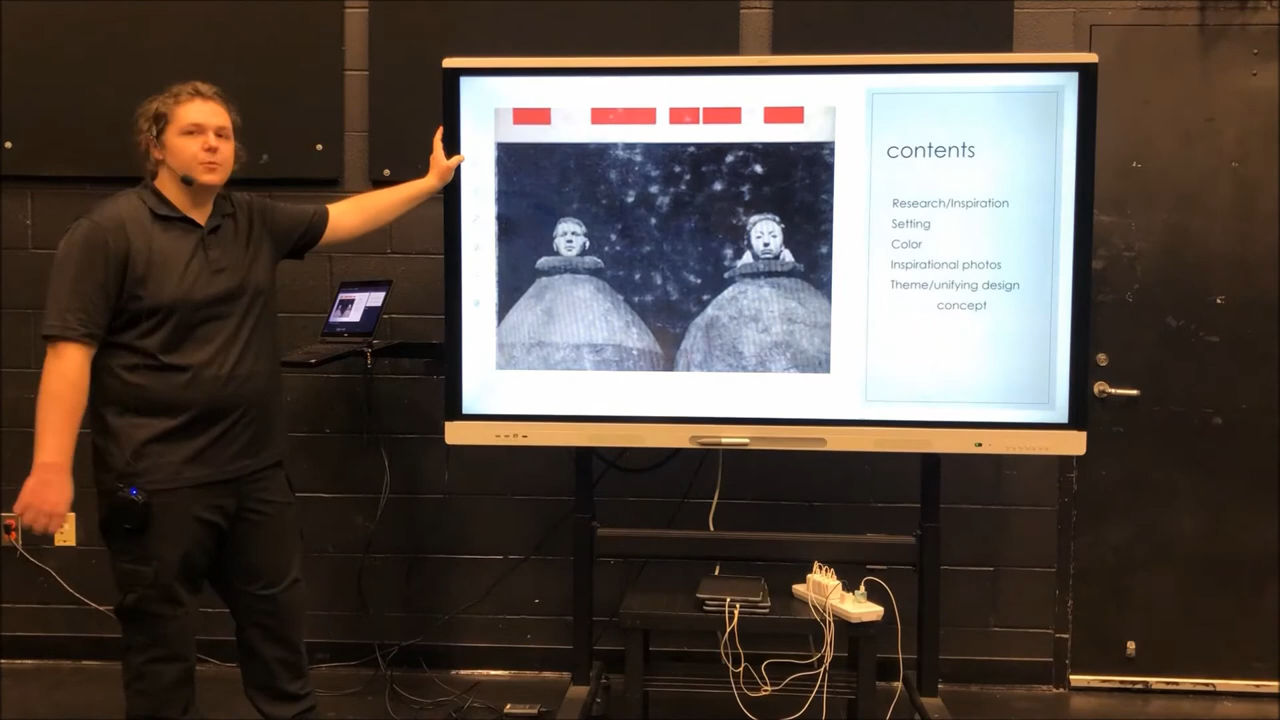 contents
Research/Inspiration
Setting
Color
Inspirational photos
Theme/unifying design
concept